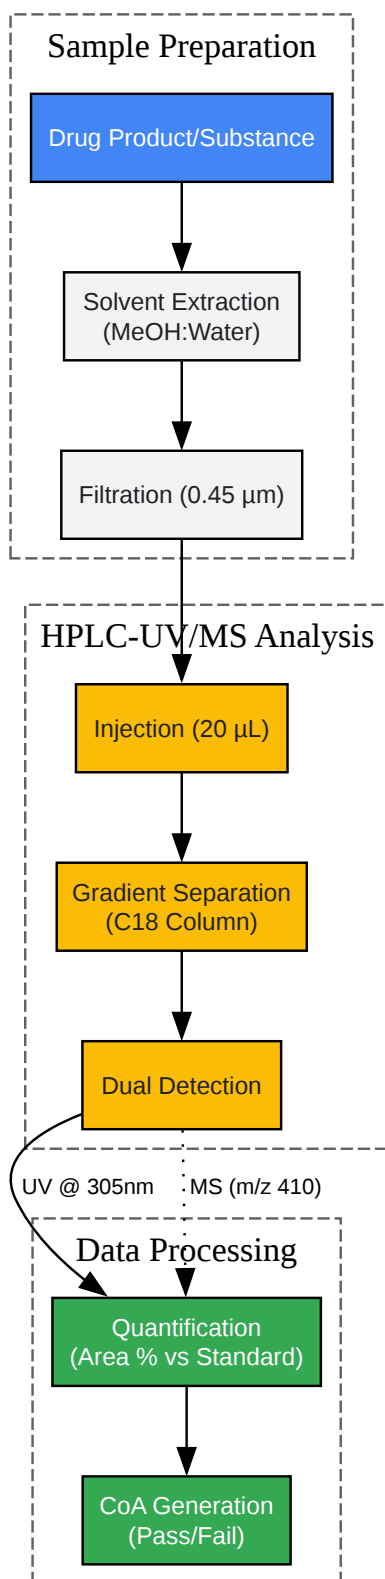 Sample Preparation
Drug Product/Substance
Solvent Extraction
(MeOH:Water)
Filtration (0.45 µm)
HPLC-UV/MS Analysis
Injection (20 µL)
Gradient Separation
(C18 Column)
Dual Detection
UV @ 305nm
MS (m/z 410)
Data Processing
Quantification
(Area % vs Standard)
CoA Generation
(Pass/Fail)